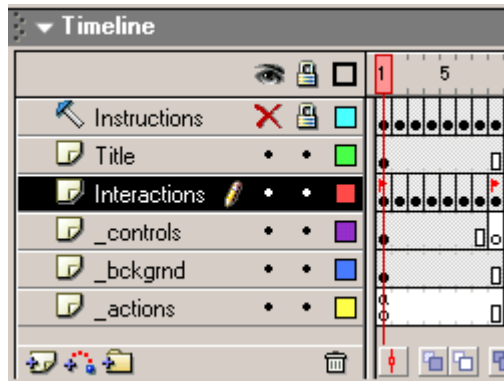 Timeline
1 5
Instructions
Title
Interactions
_controls
_bckgrnd
_actions